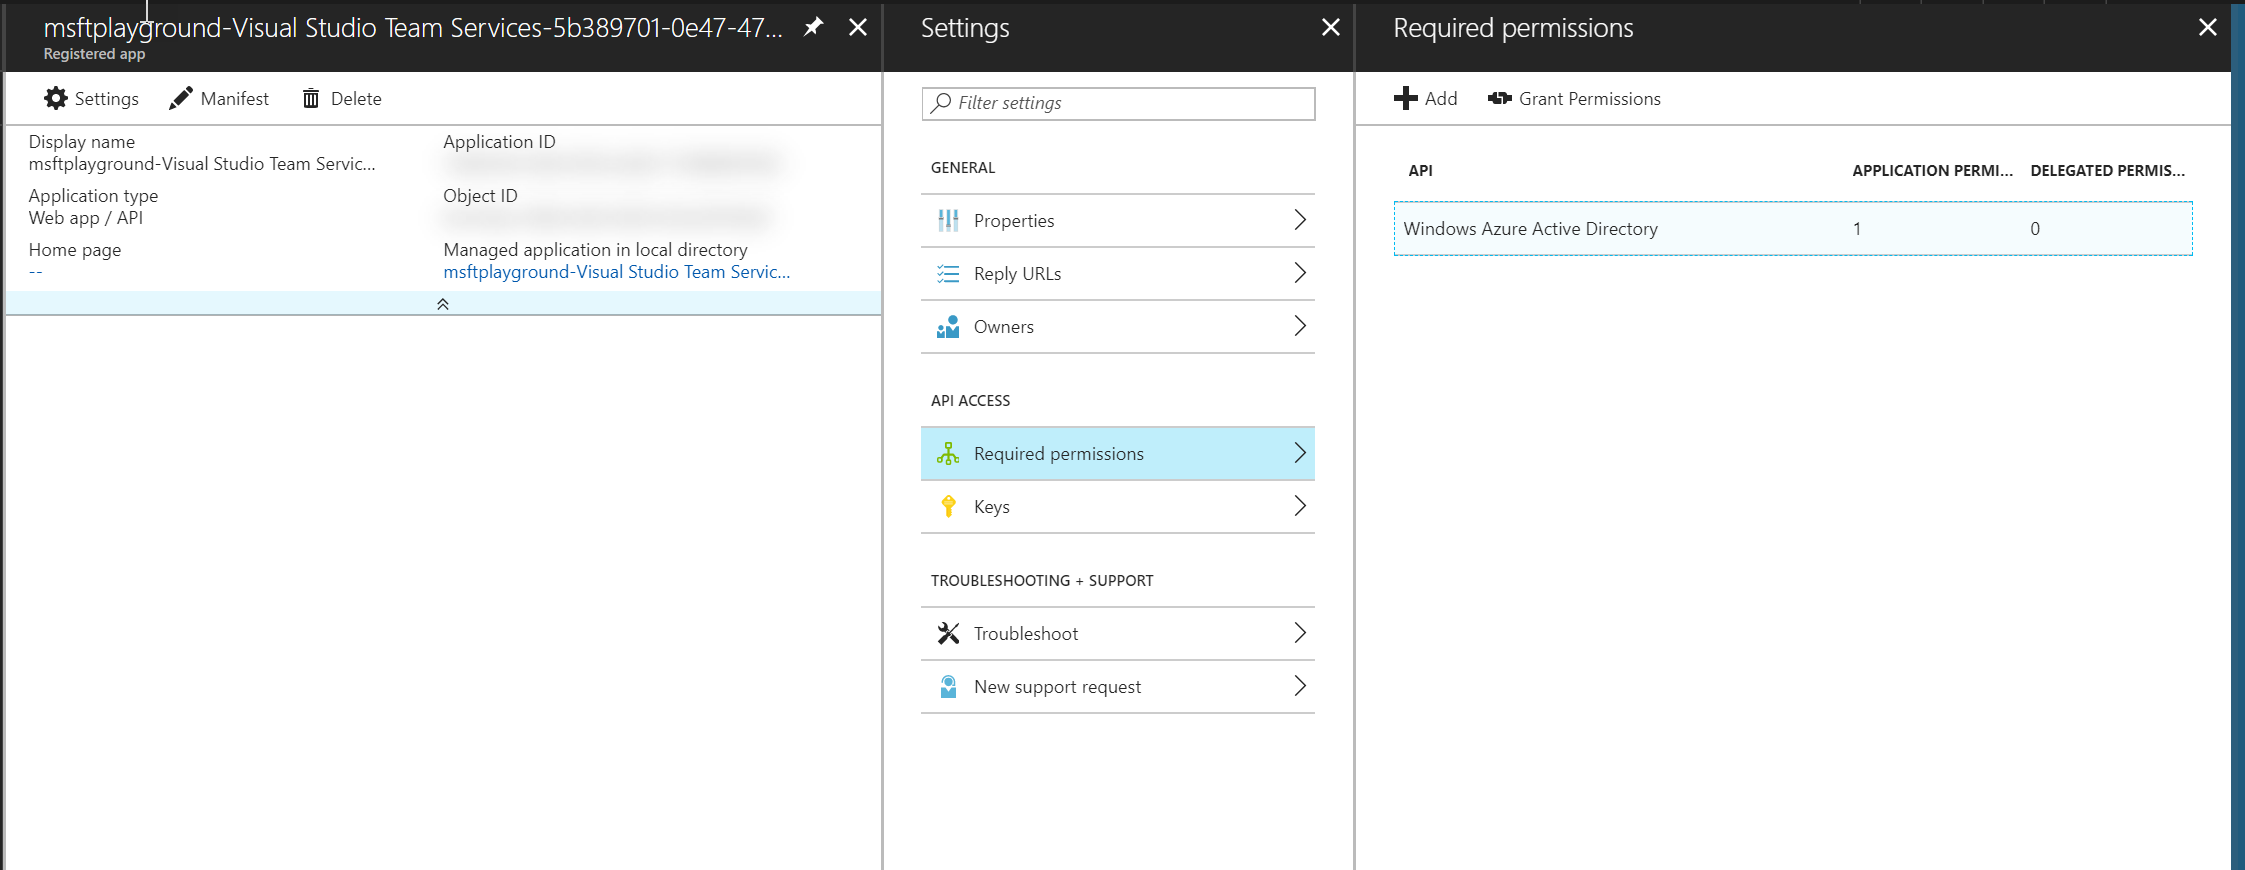 msftplayground-Visual Studio Team Services-5b389701-0e47-47...
Registered app
Settings
Manifest
Delete
Display name
msftplayground-Visual Studio Team Servic...
Application ID
Application type
Web app / API
Object ID
Home page
--
Managed application in local directory
msftplayground-Visual Studio Team Servic...
Settings
Filter settings
GENERAL
Properties
Reply URLs
Owners
API ACCESS
Required permissions
Keys
TROUBLESHOOTING + SUPPORT
Troubleshoot
New support request
Required permissions
Add
Grant Permissions
API
APPLICATION PERMI...
DELEGATED PERMIS...
Windows Azure Active Directory
1
0